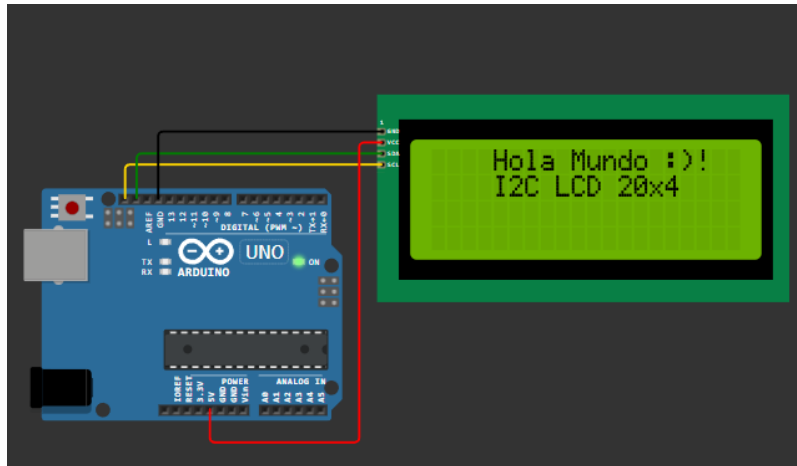 1
GND
VCC
SDA
SCL
Hola Mundo :)!
I2C LCD 20x4
AREF
GND
13
12
~11
~10
~9
8
7
~6
~5
4
~3
2
TX→1
RX←0
DIGITAL (PWM ~)
L
TX
RX
ARDUINO
UNO
ON
IOREF
RESET
3.3V
5V
GND
GND
Vin
POWER
ANALOG IN
A0
A1
A2
A3
A4
A5